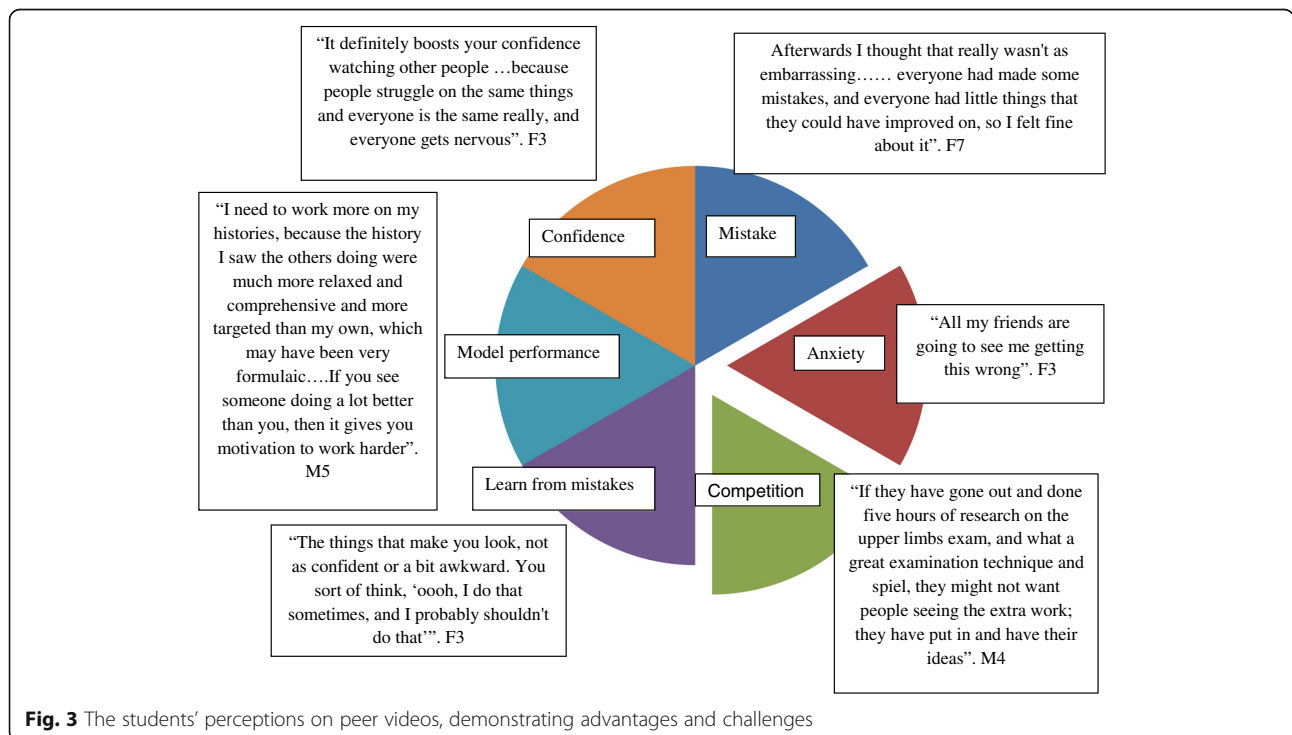 “It definitely boosts your confidence
watching other people …because
people struggle on the same things
and everyone is the same really, and
everyone gets nervous”. F3
Afterwards I thought that really wasn't as
embarrassing…… everyone had made some
mistakes, and everyone had little things that
they could have improved on, so I felt fine
about it”. F7
“I need to work more on my
histories, because the history
I saw the others doing were
much more relaxed and
comprehensive and more
targeted than my own, which
may have been very
formulaic….If you see
someone doing a lot better
than you, then it gives you
motivation to work harder”.
M5
Confidence
Mistake
Model performance
Anxiety
“All my friends are
going to see me getting
this wrong”. F3
Learn from mistakes
Competition
“If they have gone out and done
five hours of research on the
upper limbs exam, and what a
great examination technique and
spiel, they might not want
people seeing the extra work;
they have put in and have their
ideas”. M4
“The things that make you look, not
as confident or a bit awkward. You
sort of think, ‘oooh, I do that
sometimes, and I probably shouldn't
do that’”. F3
Fig. 3 The students’ perceptions on peer videos, demonstrating advantages and challenges